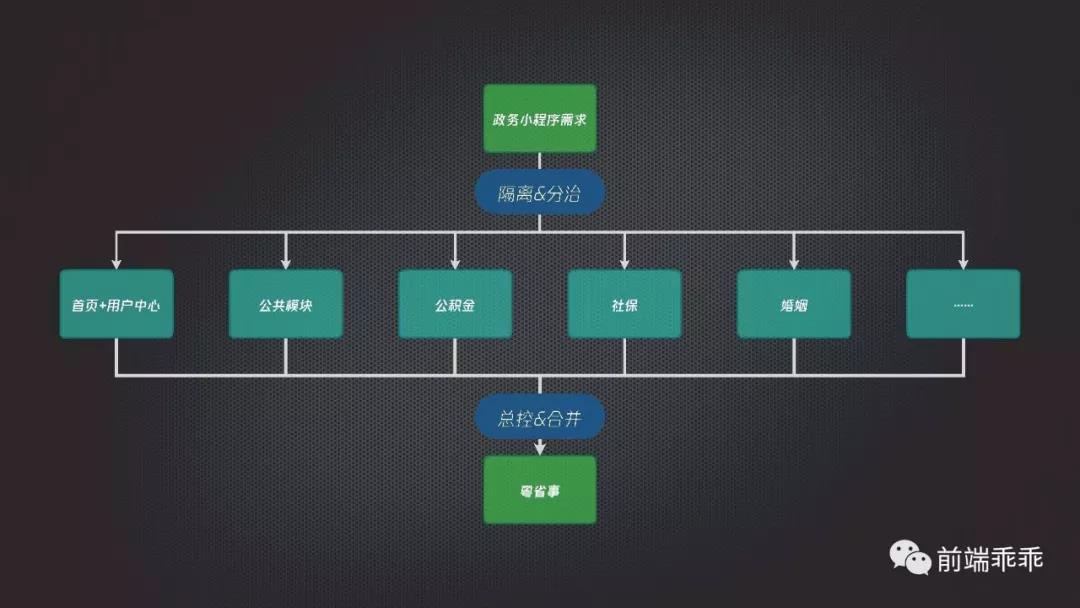 政务小程序需求
隔离&分治
首页+用户中心
公共模块
公积金
社保
婚姻
……
总控&合并
粤省事
前端乖乖